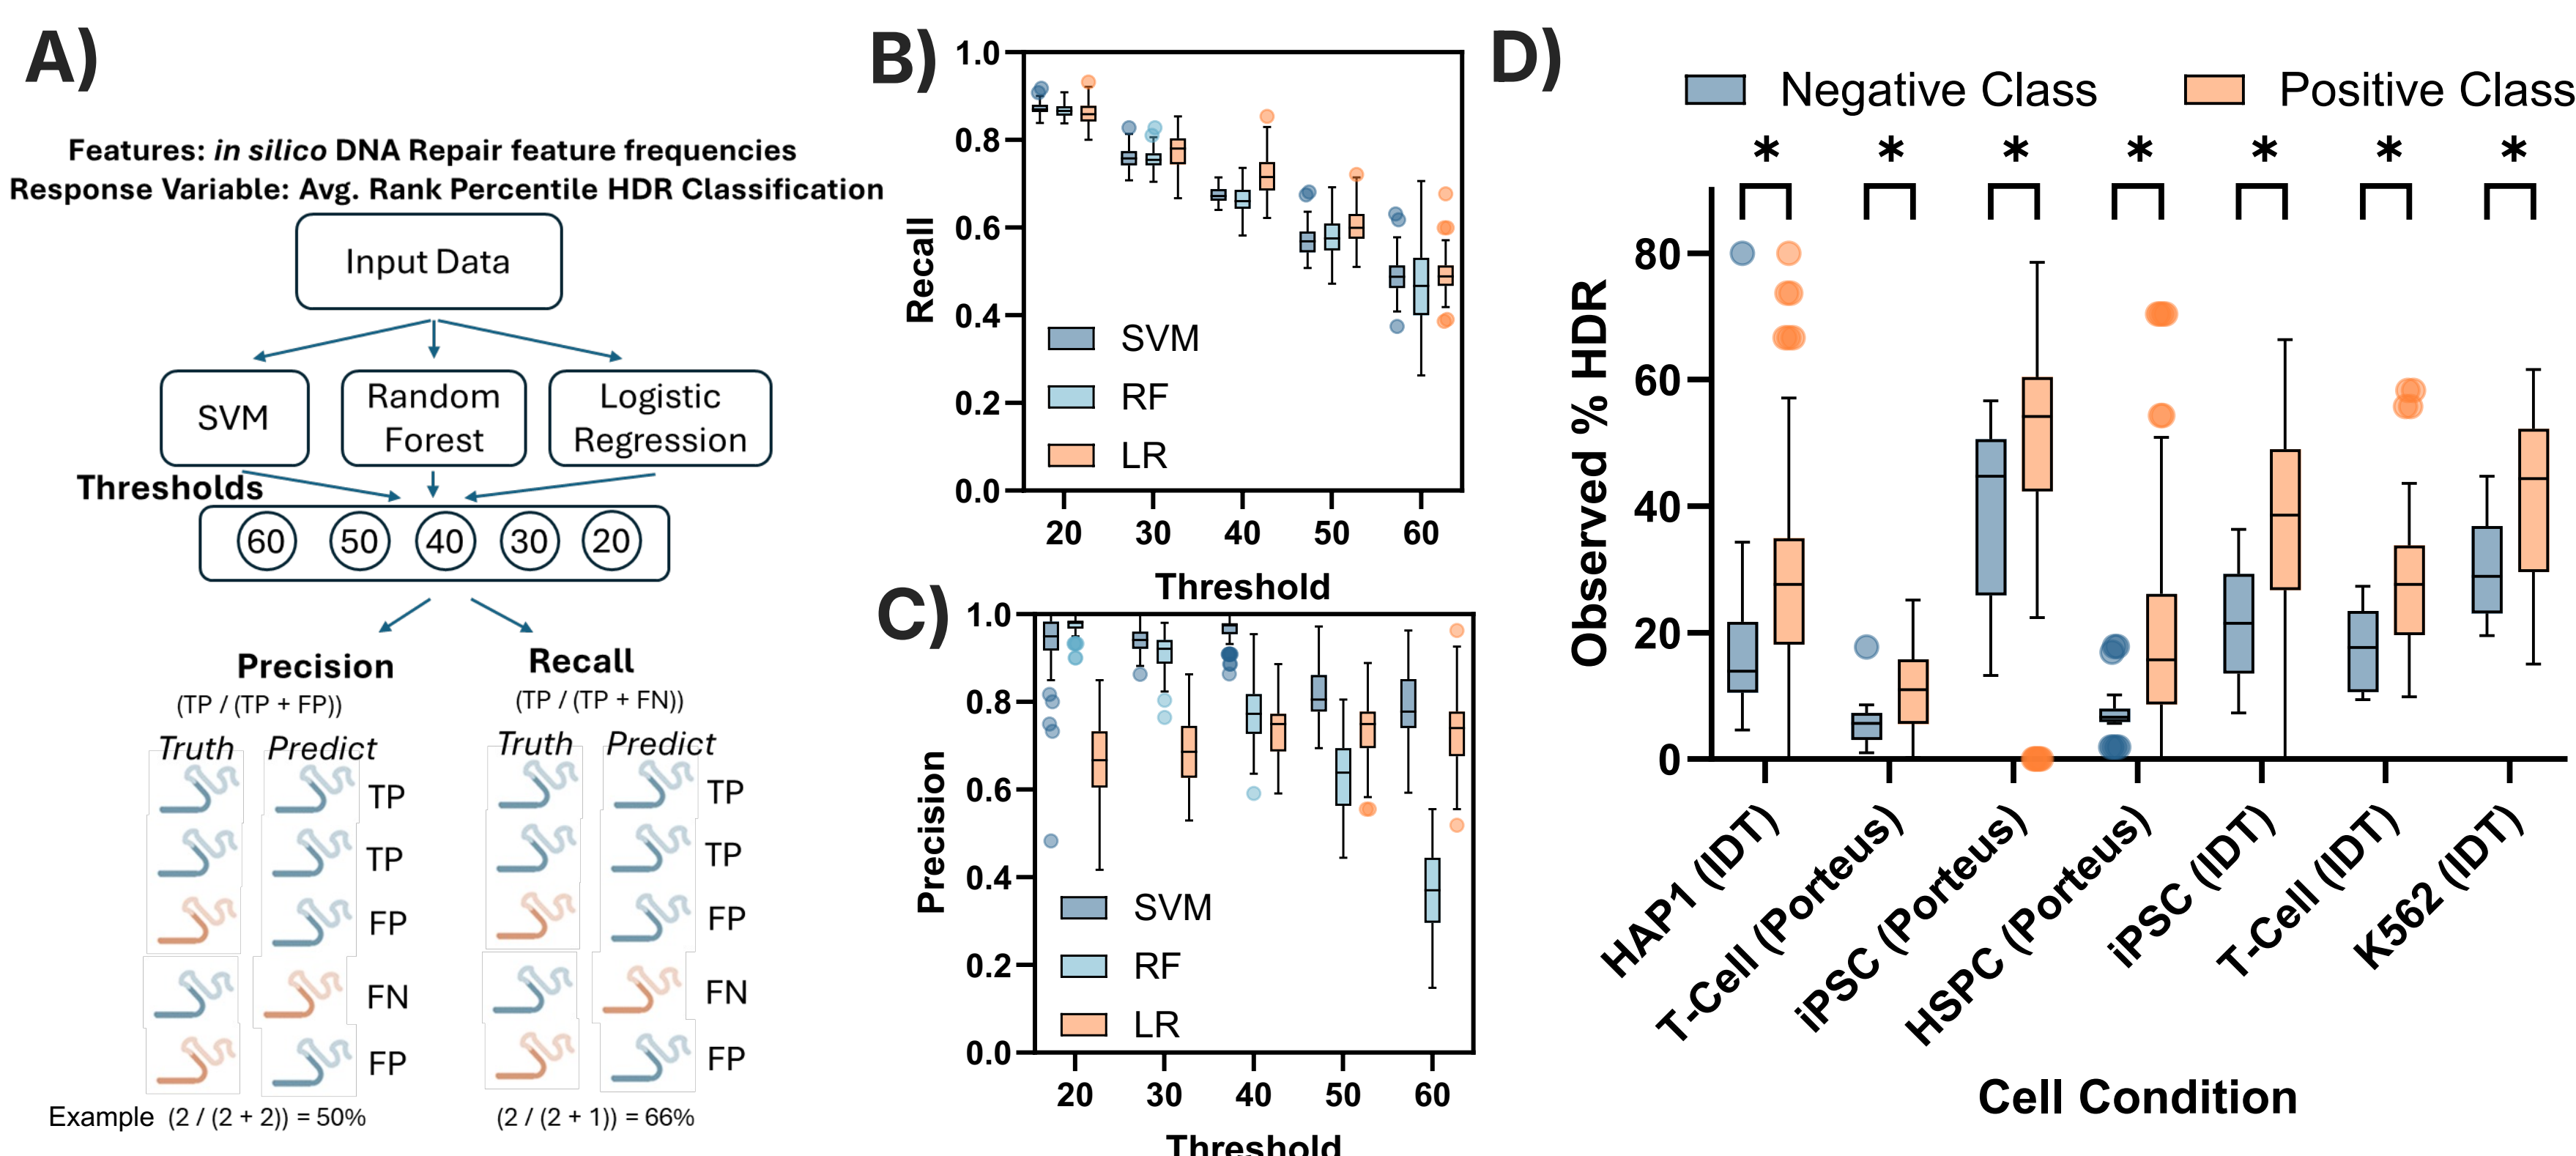 A)
Features: in silico DNA Repair feature frequencies
Response Variable: Avg. Rank Percentile HDR Classification
Input Data
SVM
Random
Forest
Logistic
Regression
Thresholds
60 50 40 30 20
Precision
(TP / (TP + FP))
Truth Predict
TP
TP
FP
FN
FP
Example (2 / (2 + 2)) = 50%
Recall
(TP / (TP + FN))
Truth Predict
TP
TP
FP
FN
FP
(2 / (2 + 1)) = 66%
B)
Recall
1.0
0.8
0.6
0.4
0.2
0.0
SVM
RF
LR
20 30 40 50 60
Threshold
C)
Precision
1.0
0.8
0.6
0.4
0.2
0.0
SVM
RF
LR
20 30 40 50 60
Threshold
D)
Negative Class Positive Class
* * * * * * *
Observed % HDR
80
60
40
20
0
HAP1 (IDT)
T-Cell (Porteus)
iPSC (Porteus)
HSPC (Porteus)
iPSC (IDT)
T-Cell (IDT)
K562 (IDT)
Cell Condition